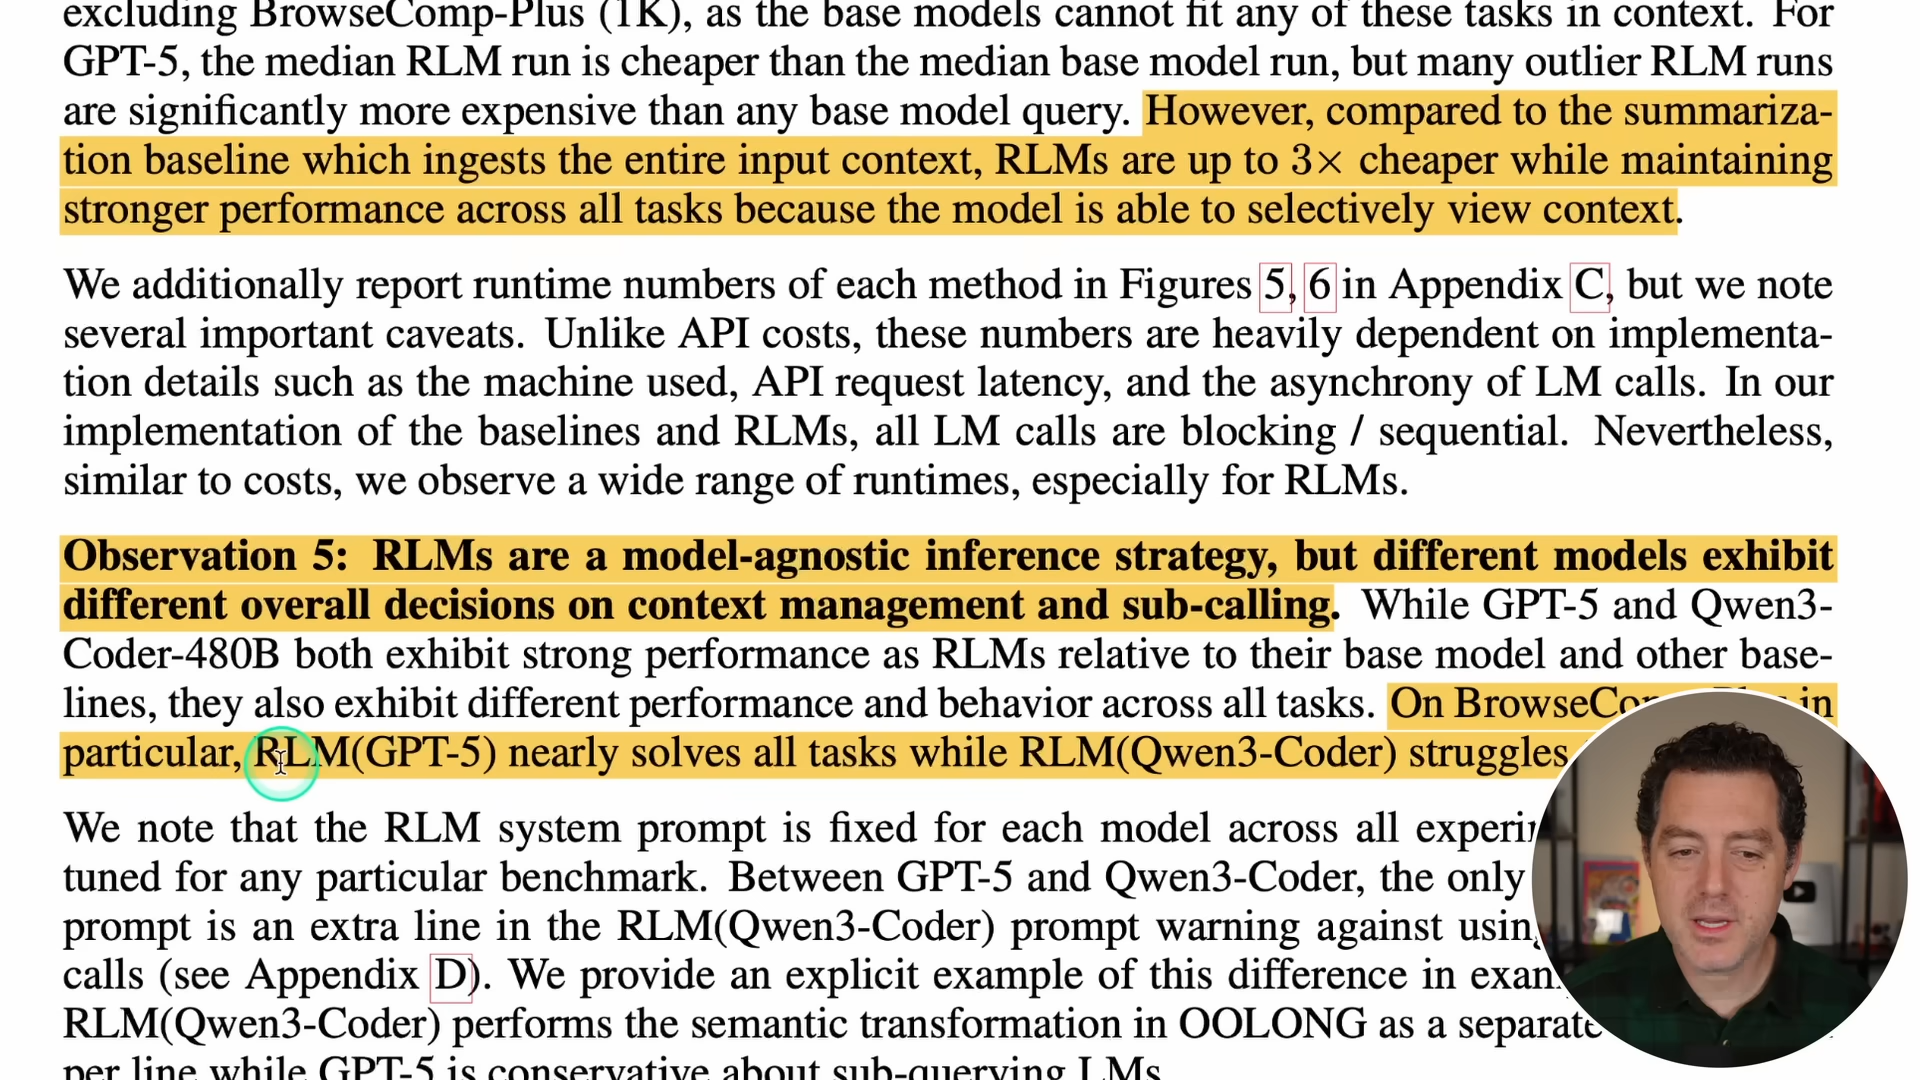 excluding BrowseComp-Plus (1K), as the base models cannot fit any of these tasks in context. For
GPT-5, the median RLM run is cheaper than the median base model run, but many outlier RLM runs
are significantly more expensive than any base model query. However, compared to the summariza-
tion baseline which ingests the entire input context, RLMs are up to 3× cheaper while maintaining
stronger performance across all tasks because the model is able to selectively view context.
We additionally report runtime numbers of each method in Figures 5, 6 in Appendix C, but we note
several important caveats. Unlike API costs, these numbers are heavily dependent on implementa-
tion details such as the machine used, API request latency, and the asynchrony of LM calls. In our
implementation of the baselines and RLMs, all LM calls are blocking / sequential. Nevertheless,
similar to costs, we observe a wide range of runtimes, especially for RLMs.
Observation 5: RLMs are a model-agnostic inference strategy, but different models exhibit
different overall decisions on context management and sub-calling. While GPT-5 and Qwen3-
Coder-480B both exhibit strong performance as RLMs relative to their base model and other base-
lines, they also exhibit different performance and behavior across all tasks. On in
particular, RLM(GPT-5) nearly solves all tasks while RLM(Qwen3-Coder) struggles
We note that the RLM system prompt is fixed for each model across all
tuned for any particular benchmark. Between GPT-5 and Qwen3-Coder, the only
prompt is an extra line in the RLM(Qwen3-Coder) prompt warning against using
calls (see Appendix D). We provide an explicit example of this difference in
RLM(Qwen3-Coder) performs the semantic transformation in OOLONG as a separate
per line while GPT-5 is conservative about sub-querying LMs.